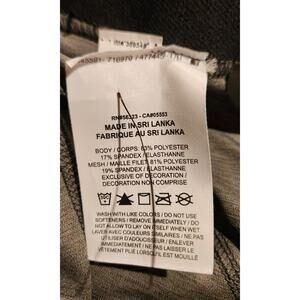 RN#56323 - CA#05553
MADE IN SRI LANKA
FABRIQUE AU SRI LANKA
BODY / CORPS: 83% POLYESTER
17% SPANDEX / ELASTHANNE
MESH / MAILLE FILET: 81% POLYESTER
19% SPANDEX / ELASTHANNE
EXCLUSIVE OF DECORATION /
DECORATION NON COMPRISE
WASH WITH LIKE COLORS / DO NOT USE
SOFTENERS / REMOVE IMMEDIATELY / DO
NOT ALLOW TO LAY ON ITSELF WHEN WET
LAVER AVEC COULEURS SIMILAIRES / NE PAS
UTILISER D'ADOUCISSEUR / ENLEVER
IMMEDIATEMENT / NE PAS LAISSER LE
VÊTEMENT PLIE LORSQU'IL EST MOUILLÉ